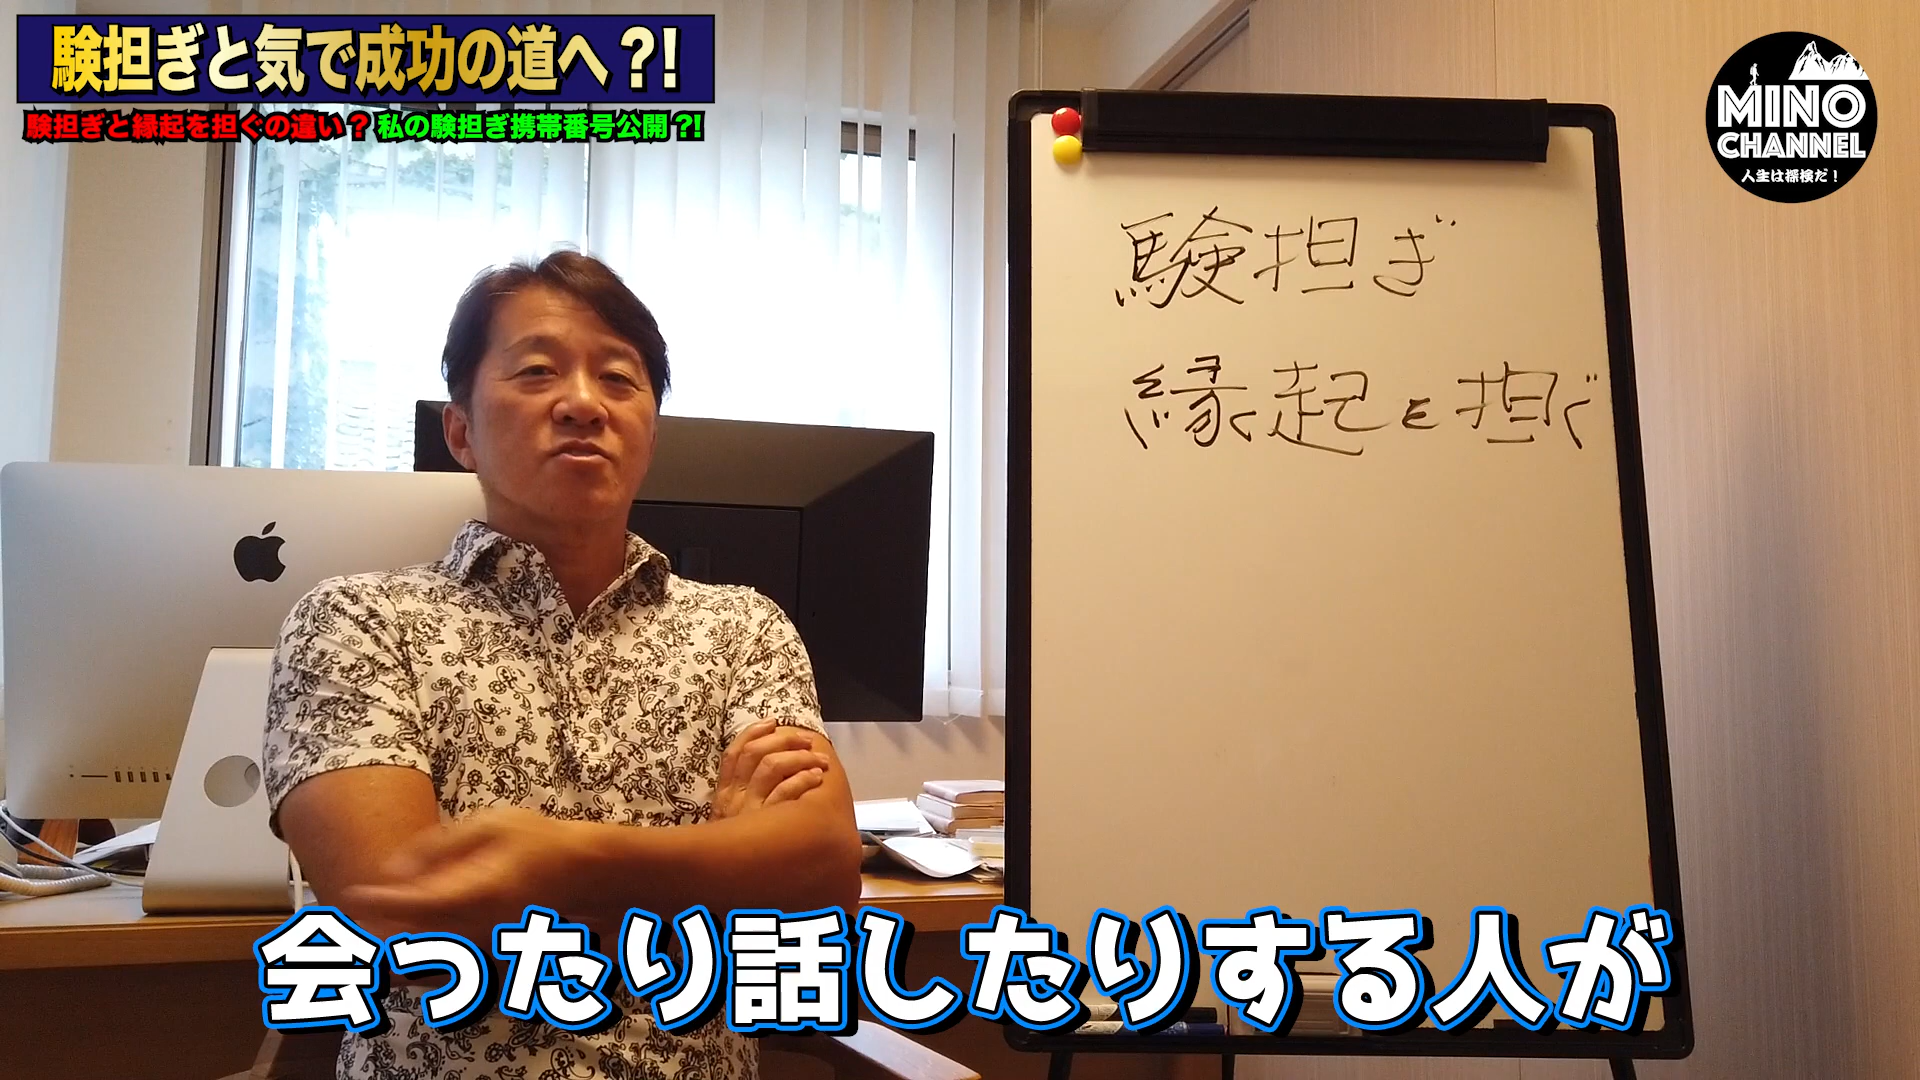 験担ぎと気で成功の道へ?!
験担ぎと縁起を担ぐの違い? 私の験担ぎ携帯番号公開?!
MINO
CHANNEL
人生は探検だ!
験担ぎ
縁起を担ぐ
会ったり話したりする人が